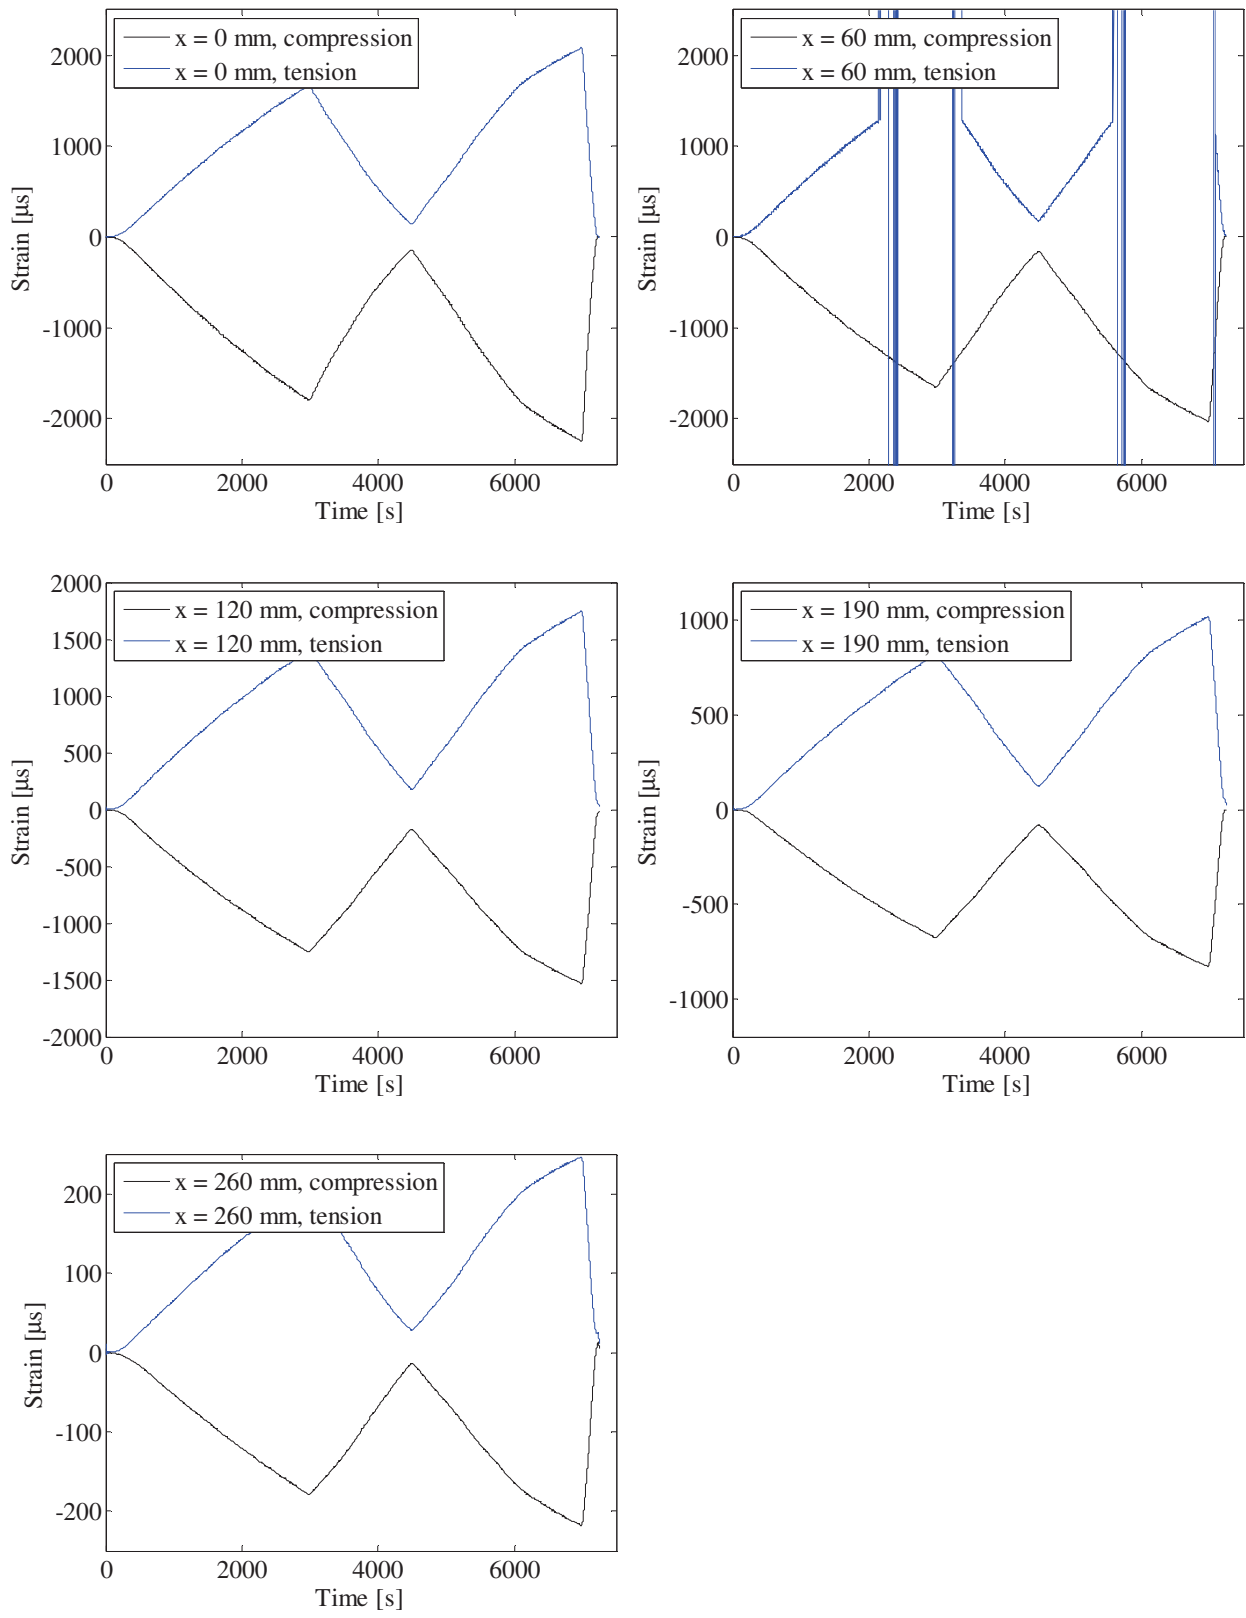 x = 0 mm, compression
x = 0 mm, tension
2000
1000
0
-1000
-2000
Strain [µs]
0
2000
4000
6000
Time [s]
x = 60 mm, compression
x = 60 mm, tension
2000
1000
0
-1000
-2000
Strain [µs]
0
2000
4000
6000
Time [s]
x = 120 mm, compression
x = 120 mm, tension
2000
1500
1000
500
0
-500
-1000
-1500
-2000
Strain [µs]
0
2000
4000
6000
Time [s]
x = 190 mm, compression
x = 190 mm, tension
1000
500
0
-500
-1000
Strain [µs]
0
2000
4000
6000
Time [s]
x = 260 mm, compression
x = 260 mm, tension
200
100
0
-100
-200
Strain [µs]
0
2000
4000
6000
Time [s]